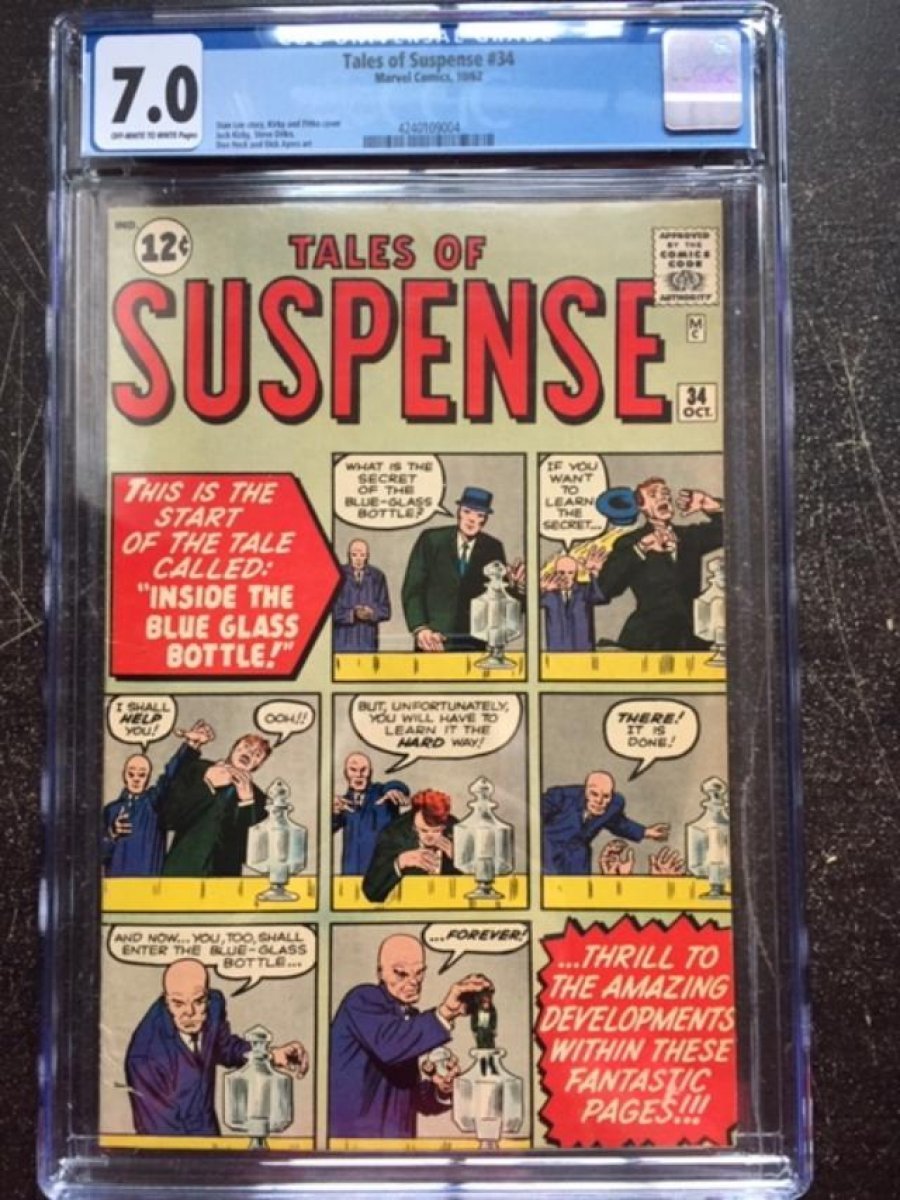 CGC UNIVERSAL GRADE
7.0
OFF-WHITE TO WHITE Pages
Tales of Suspense #34
Marvel Comics, 10/62
Stan Lee story, Kirby and Ditko cover
Jack Kirby, Steve Ditko,
Don Heck and Dick Ayers art
4240109004
CGC
IND.
12¢
TALES OF
SUSPENSE
APPROVED
BY THE
COMICS
CODE
AUTHORITY
MC
34
OCT.
THIS IS THE
START
OF THE TALE
CALLED:
"INSIDE THE
BLUE GLASS
BOTTLE!"
WHAT IS THE
SECRET
OF THE
BLUE-GLASS
BOTTLE?
IF YOU
WANT
TO
LEARN
THE
SECRET...
I SHALL
HELP
YOU!
OOH!!
BUT, UNFORTUNATELY,
YOU WILL HAVE TO
LEARN IT THE
HARD WAY!
THERE!
IT IS
DONE!
AND NOW... YOU, TOO, SHALL
ENTER THE BLUE-GLASS
BOTTLE...
...FOREVER!
...THRILL TO
THE AMAZING
DEVELOPMENTS
WITHIN THESE
FANTASTIC
PAGES!!!